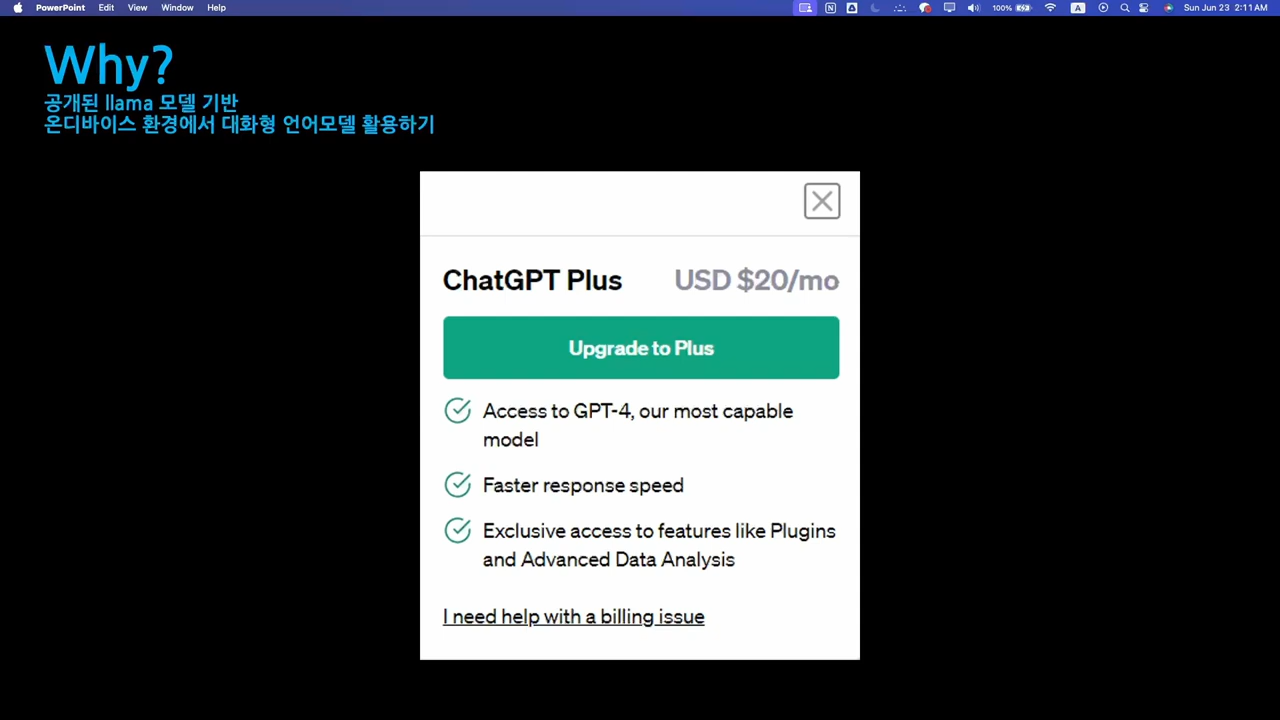 PowerPoint Edit View Window Help 100% A Sun Jun 23 2:11 AM
Why?
공개된 llama 모델 기반
온디바이스 환경에서 대화형 언어모델 활용하기
ChatGPT Plus USD $20/mo
Upgrade to Plus
Access to GPT-4, our most capable
model
Faster response speed
Exclusive access to features like Plugins
and Advanced Data Analysis
I need help with a billing issue